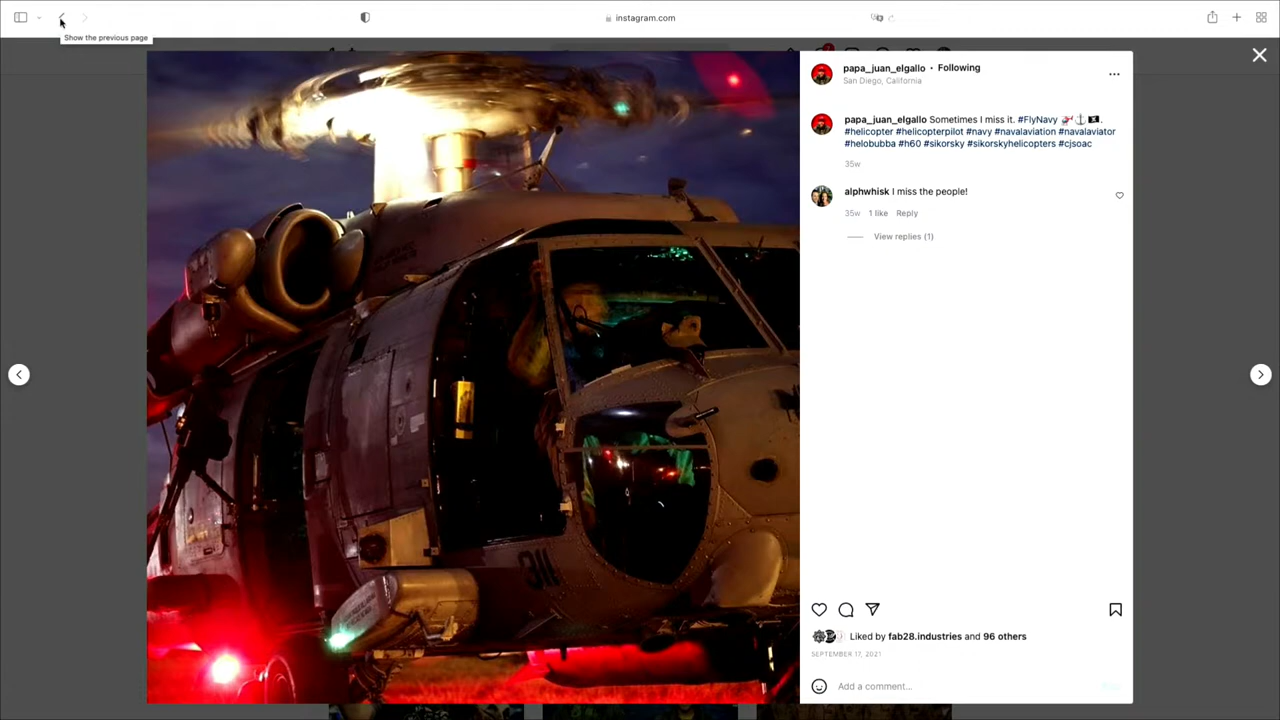 instagram.com
Show the previous page
papa_juan_elgallo • Following
San Diego, California
papa_juan_elgallo Sometimes I miss it. #FlyNavy 🚁⚓🏴‍☠️.
#helicopter #helicopterpilot #navy #navalaviation #navalaviator
#helobubba #h60 #sikorsky #sikorskyhelicopters #cjsoac
35w
alphwhisk I miss the people!
35w 1 like Reply
View replies (1)
311
Liked by fab28.industries and 96 others
SEPTEMBER 17, 2021
Add a comment...